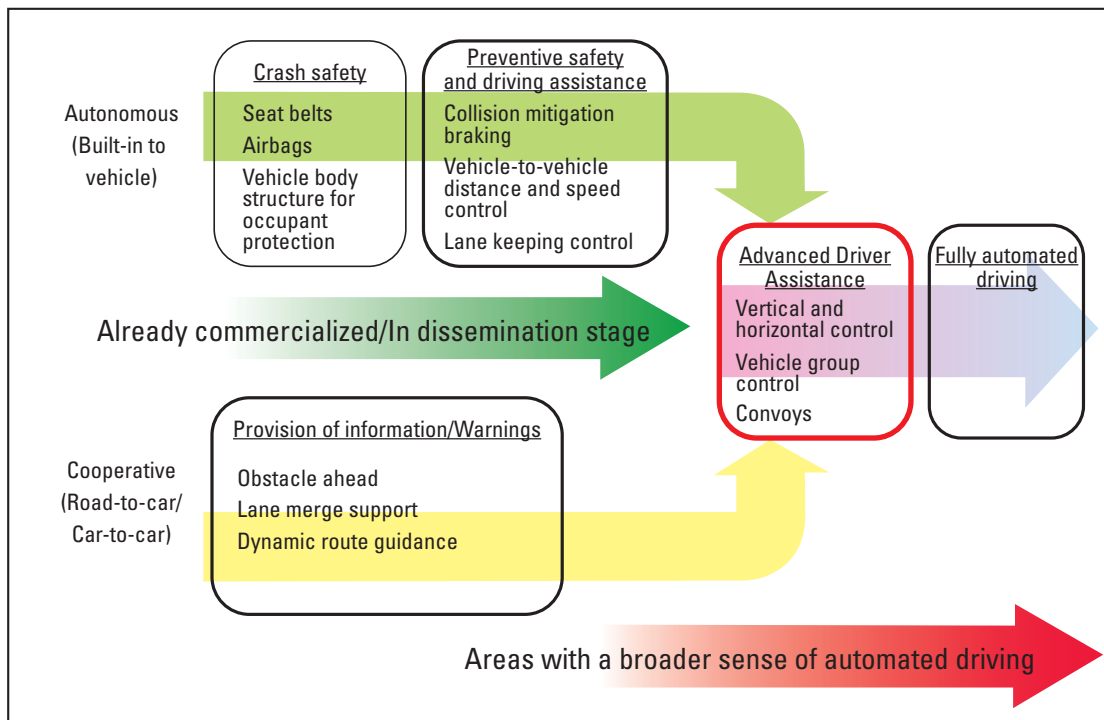 Autonomous
(Built-in to
vehicle)
Crash safety
Seat belts
Airbags
Vehicle body
structure for
occupant
protection
Preventive safety
and driving assistance
Collision mitigation
braking
Vehicle-to-vehicle
distance and speed
control
Lane keeping control
Already commercialized/In dissemination stage
Advanced Driver
Assistance
Vertical and
horizontal control
Vehicle group
control
Convoys
Fully automated
driving
Cooperative
(Road-to-car/
Car-to-car)
Provision of information/Warnings
Obstacle ahead
Lane merge support
Dynamic route guidance
Areas with a broader sense of automated driving